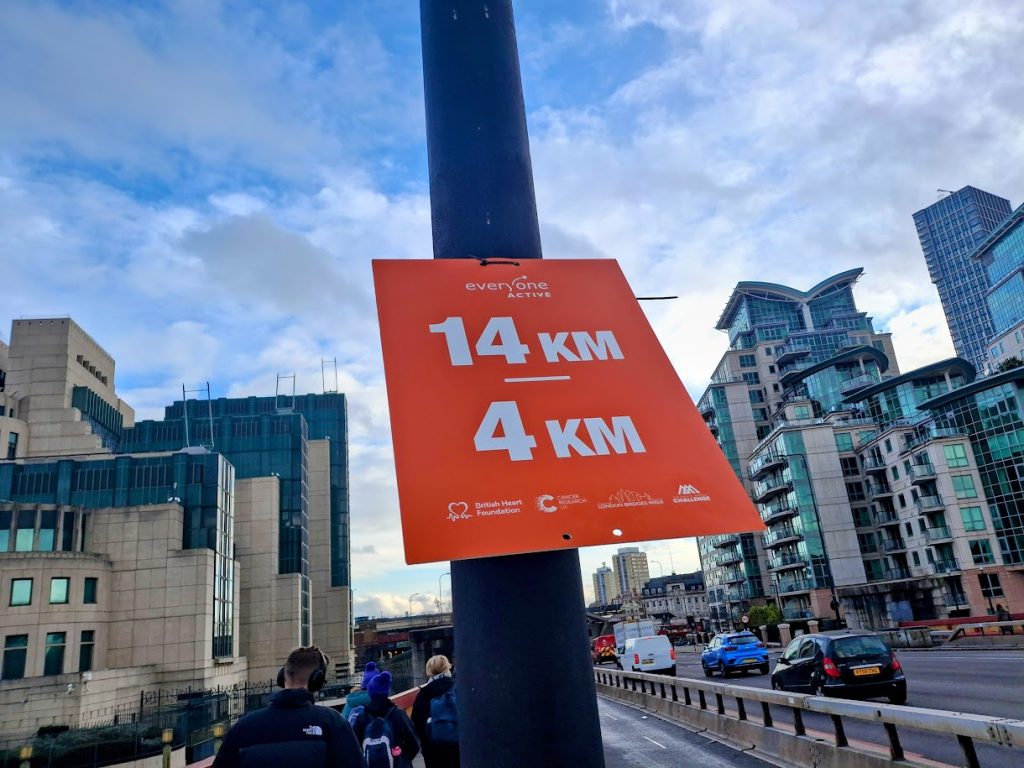 everyone
ACTIVE
14 KM
4 KM
British Heart
Foundation
CANCER
RESEARCH
UK
LONDON BRIDGES WALK
CHALLENGE